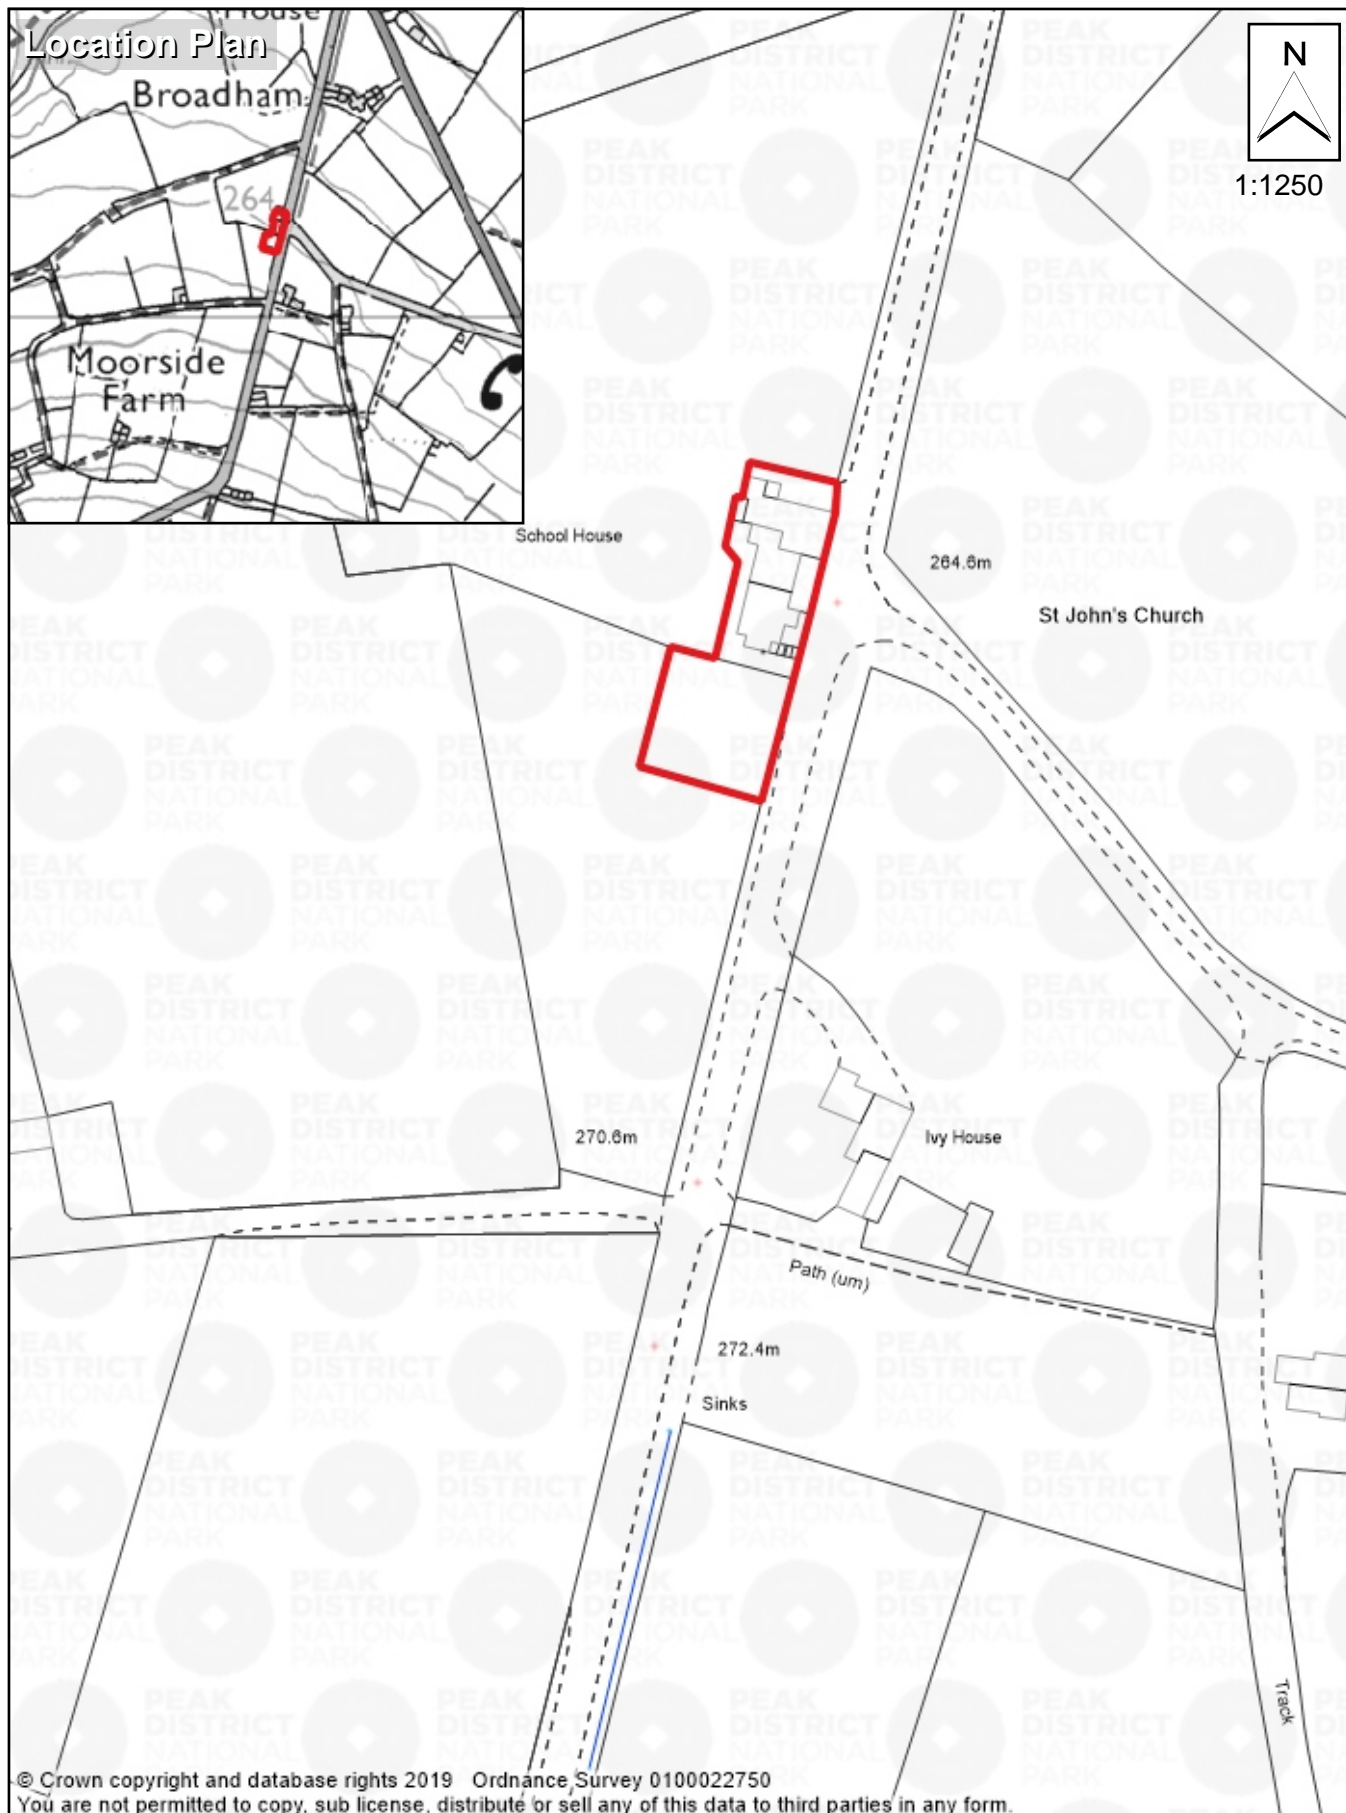 House
Location Plan
Broadham
264
Moorside
Farm
N
1:1250
School House
264.6m
St John's Church
270.6m
Ivy House
Path (um)
272.4m
Sinks
Track
PEAK
DISTRICT
NATIONAL
PARK
© Crown copyright and database rights 2019 Ordnance Survey 0100022750
You are not permitted to copy, sub license, distribute or sell any of this data to third parties in any form.